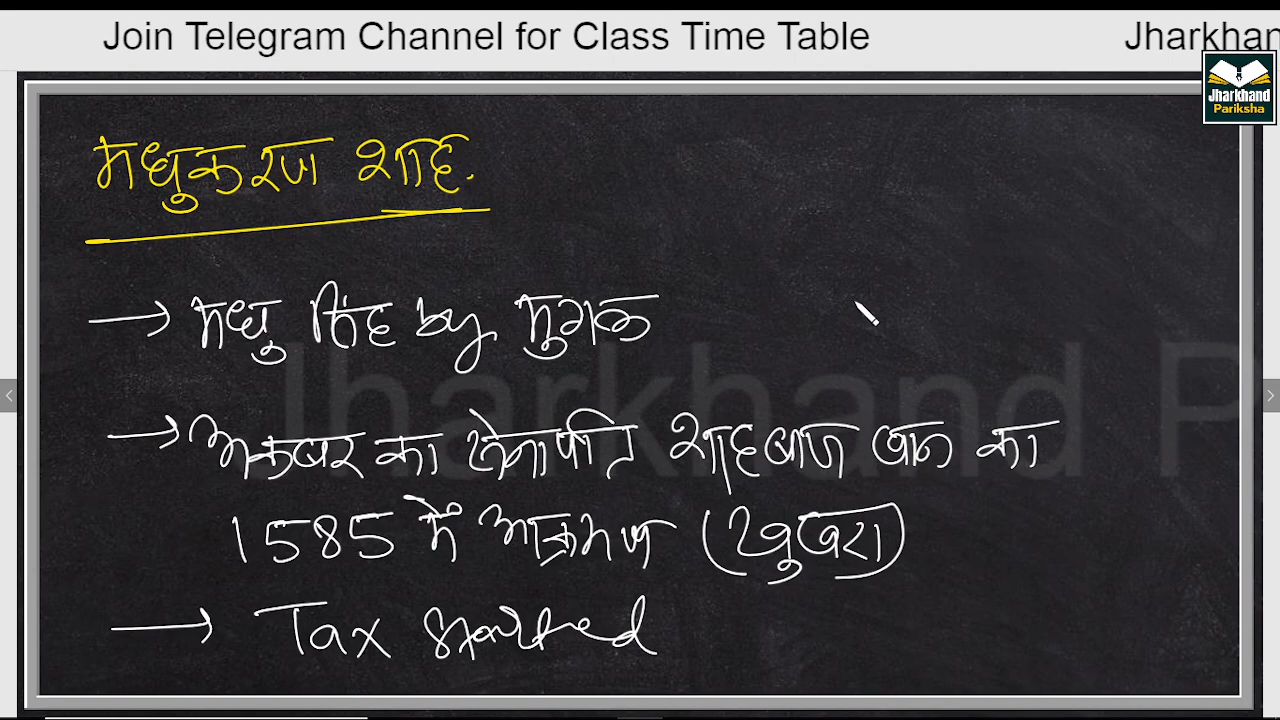 Join Telegram Channel for Class Time Table Jharkhan
Jharkhand
Pariksha
मधुकरण शाह.
→ मधु सिंह by मुगल
→ अकबर का सेनापति शाहबाज खान का
1585 में आक्रमण (खुखरा)
→ Tax started
Jharkhand P